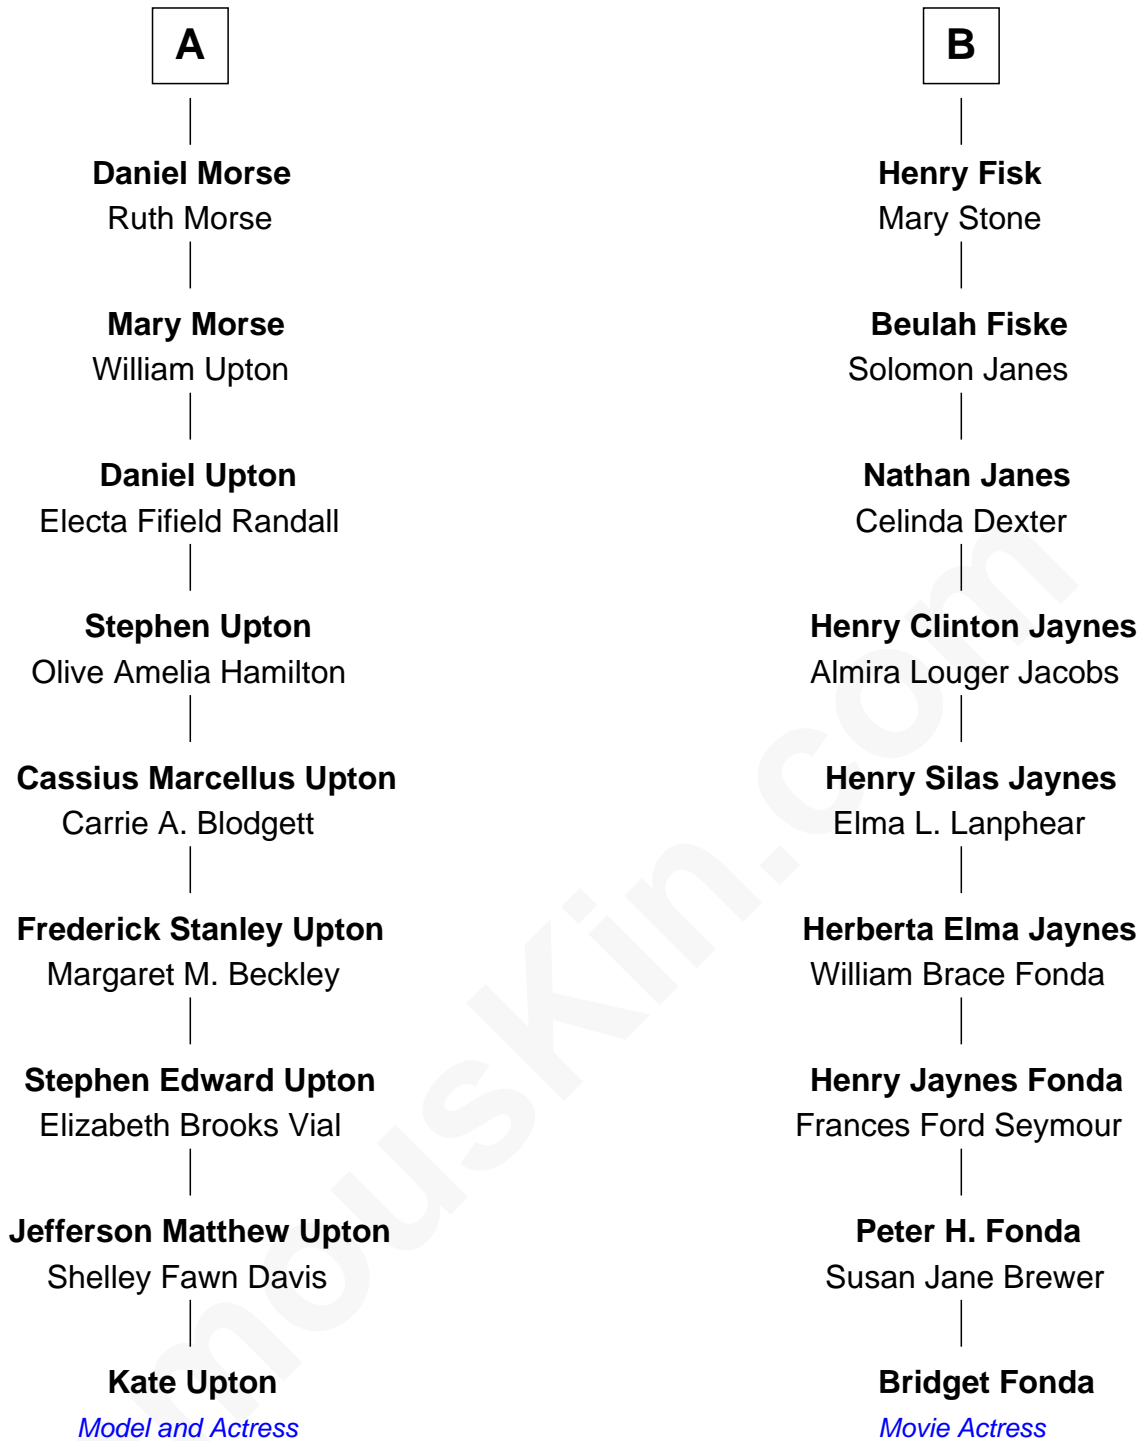 A
Daniel Morse
Ruth Morse
Mary Morse
William Upton
Daniel Upton
Electa Fifield Randall
Stephen Upton
Olive Amelia Hamilton
Cassius Marcellus Upton
Carrie A. Blodgett
Frederick Stanley Upton
Margaret M. Beckley
Stephen Edward Upton
Elizabeth Brooks Vial
Jefferson Matthew Upton
Shelley Fawn Davis
Kate Upton
Model and Actress
B
Henry Fisk
Mary Stone
Beulah Fiske
Solomon Janes
Nathan Janes
Celinda Dexter
Henry Clinton Jaynes
Almira Louger Jacobs
Henry Silas Jaynes
Elma L. Lanphear
Herberta Elma Jaynes
William Brace Fonda
Henry Jaynes Fonda
Frances Ford Seymour
Peter H. Fonda
Susan Jane Brewer
Bridget Fonda
Movie Actress
mousKin.com